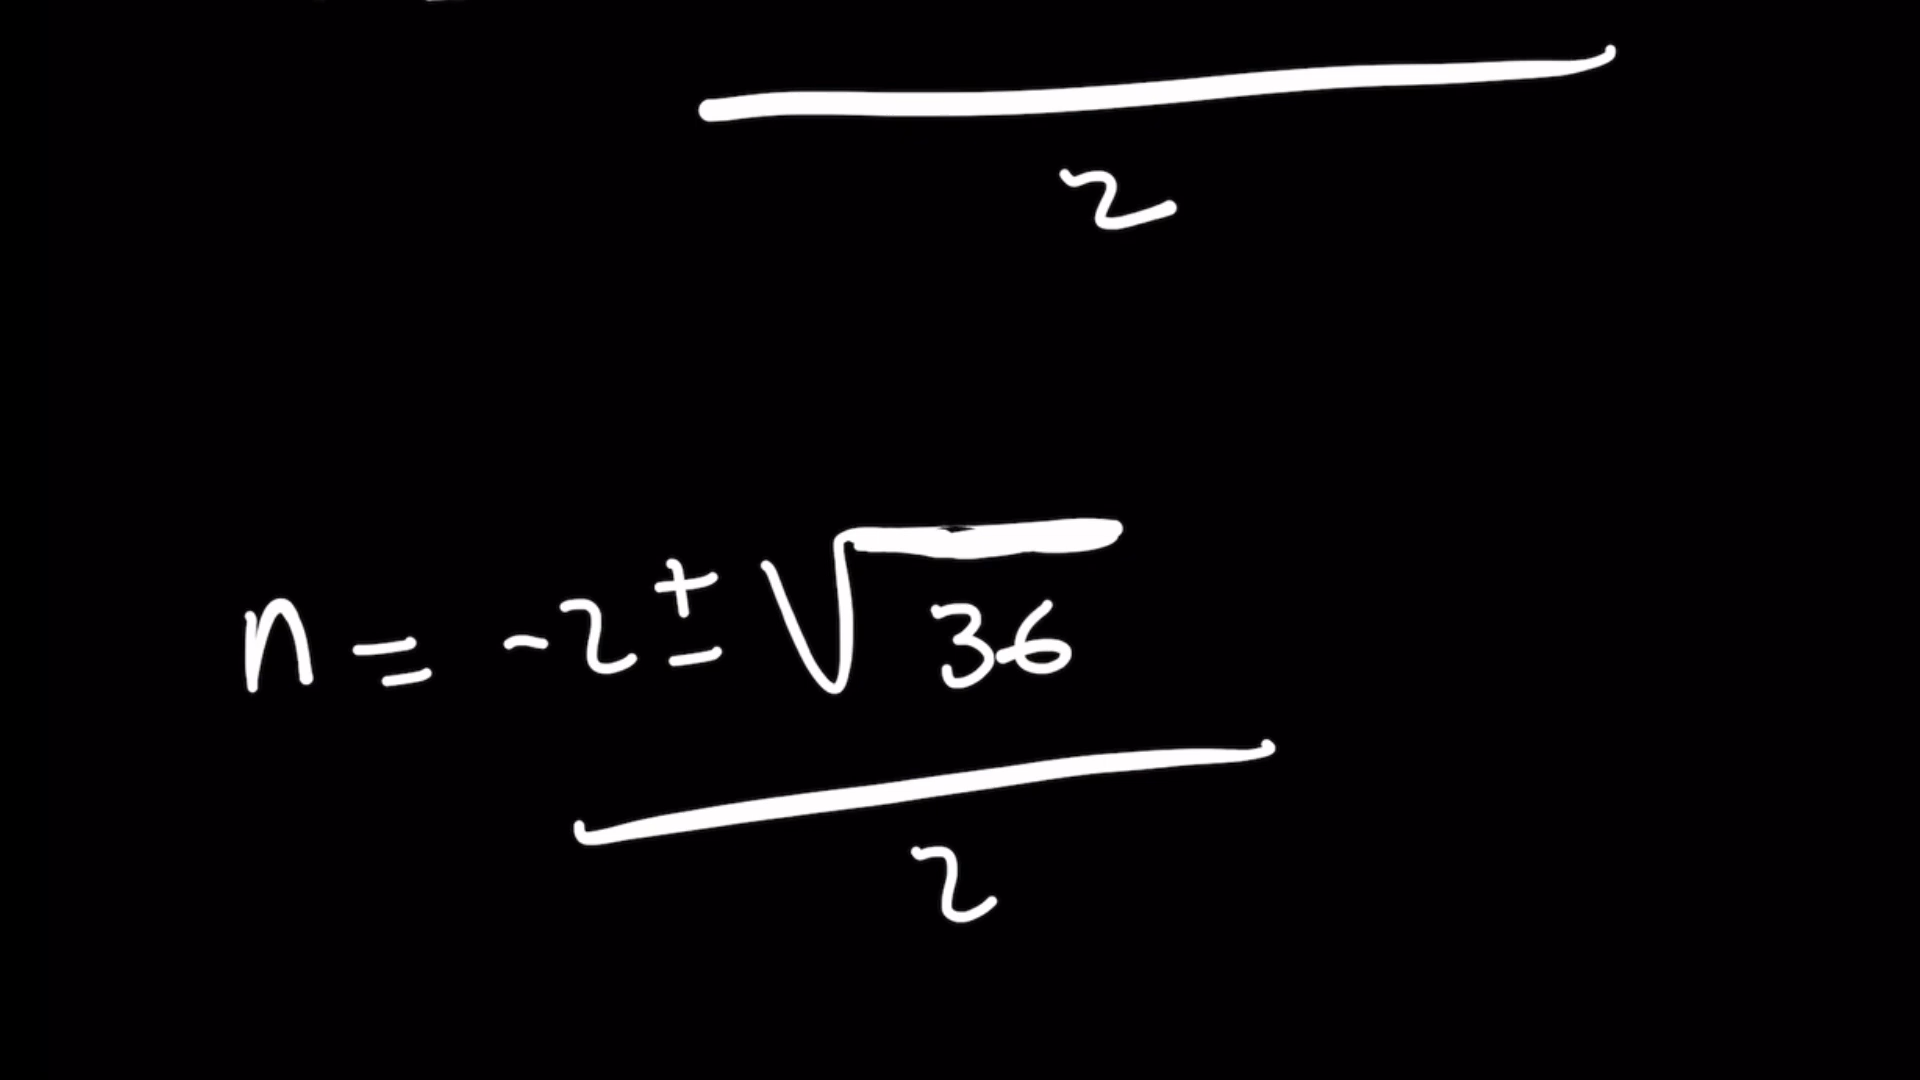 2
n = -2 ± √36
2